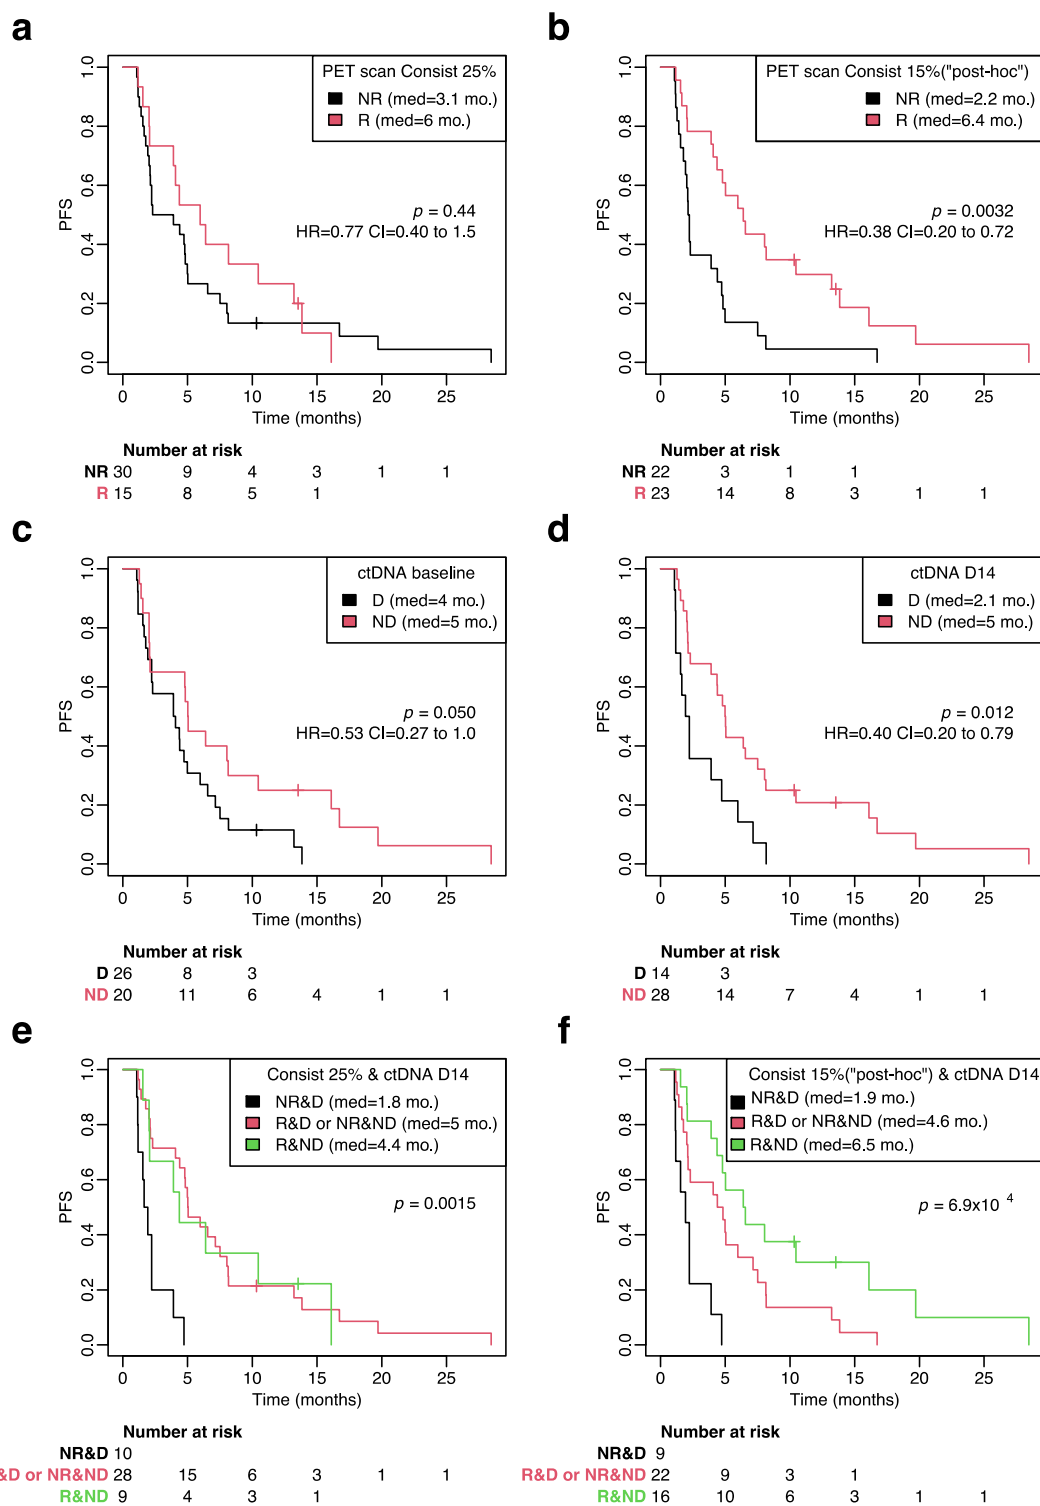 a
PET scan Consist 25%
NR (med=3.1 mo.)
R (med=6 mo.)
p = 0.44
HR=0.77 CI=0.40 to 1.5
PFS
0.0 0.2 0.4 0.6 0.8 1.0
0 5 10 15 20 25
Time (months)
Number at risk
NR 30 9 4 3 1 1
R 15 8 5 1
b
PET scan Consist 15%("post-hoc")
NR (med=2.2 mo.)
R (med=6.4 mo.)
p = 0.0032
HR=0.38 CI=0.20 to 0.72
PFS
0.0 0.2 0.4 0.6 0.8 1.0
0 5 10 15 20 25
Time (months)
Number at risk
NR 22 3 1 1
R 23 14 8 3 1 1
c
ctDNA baseline
D (med=4 mo.)
ND (med=5 mo.)
p = 0.050
HR=0.53 CI=0.27 to 1.0
PFS
0.0 0.2 0.4 0.6 0.8 1.0
0 5 10 15 20 25
Time (months)
Number at risk
D 26 8 3
ND 20 11 6 4 1 1
d
ctDNA D14
D (med=2.1 mo.)
ND (med=5 mo.)
p = 0.012
HR=0.40 CI=0.20 to 0.79
PFS
0.0 0.2 0.4 0.6 0.8 1.0
0 5 10 15 20 25
Time (months)
Number at risk
D 14 3
ND 28 14 7 4 1 1
e
Consist 25% & ctDNA D14
NR&D (med=1.8 mo.)
R&D or NR&ND (med=5 mo.)
R&ND (med=4.4 mo.)
p = 0.0015
PFS
0.0 0.2 0.4 0.6 0.8 1.0
0 5 10 15 20 25
Time (months)
Number at risk
NR&D 10
&D or NR&ND 28 15 6 3 1 1
R&ND 9 4 3 1
f
Consist 15%("post-hoc") & ctDNA D14
NR&D (med=1.9 mo.)
R&D or NR&ND (med=4.6 mo.)
R&ND (med=6.5 mo.)
p = 6.9x10 4
PFS
0.0 0.2 0.4 0.6 0.8 1.0
0 5 10 15 20 25
Time (months)
Number at risk
NR&D 9
R&D or NR&ND 22 9 3 1
R&ND 16 10 6 3 1 1